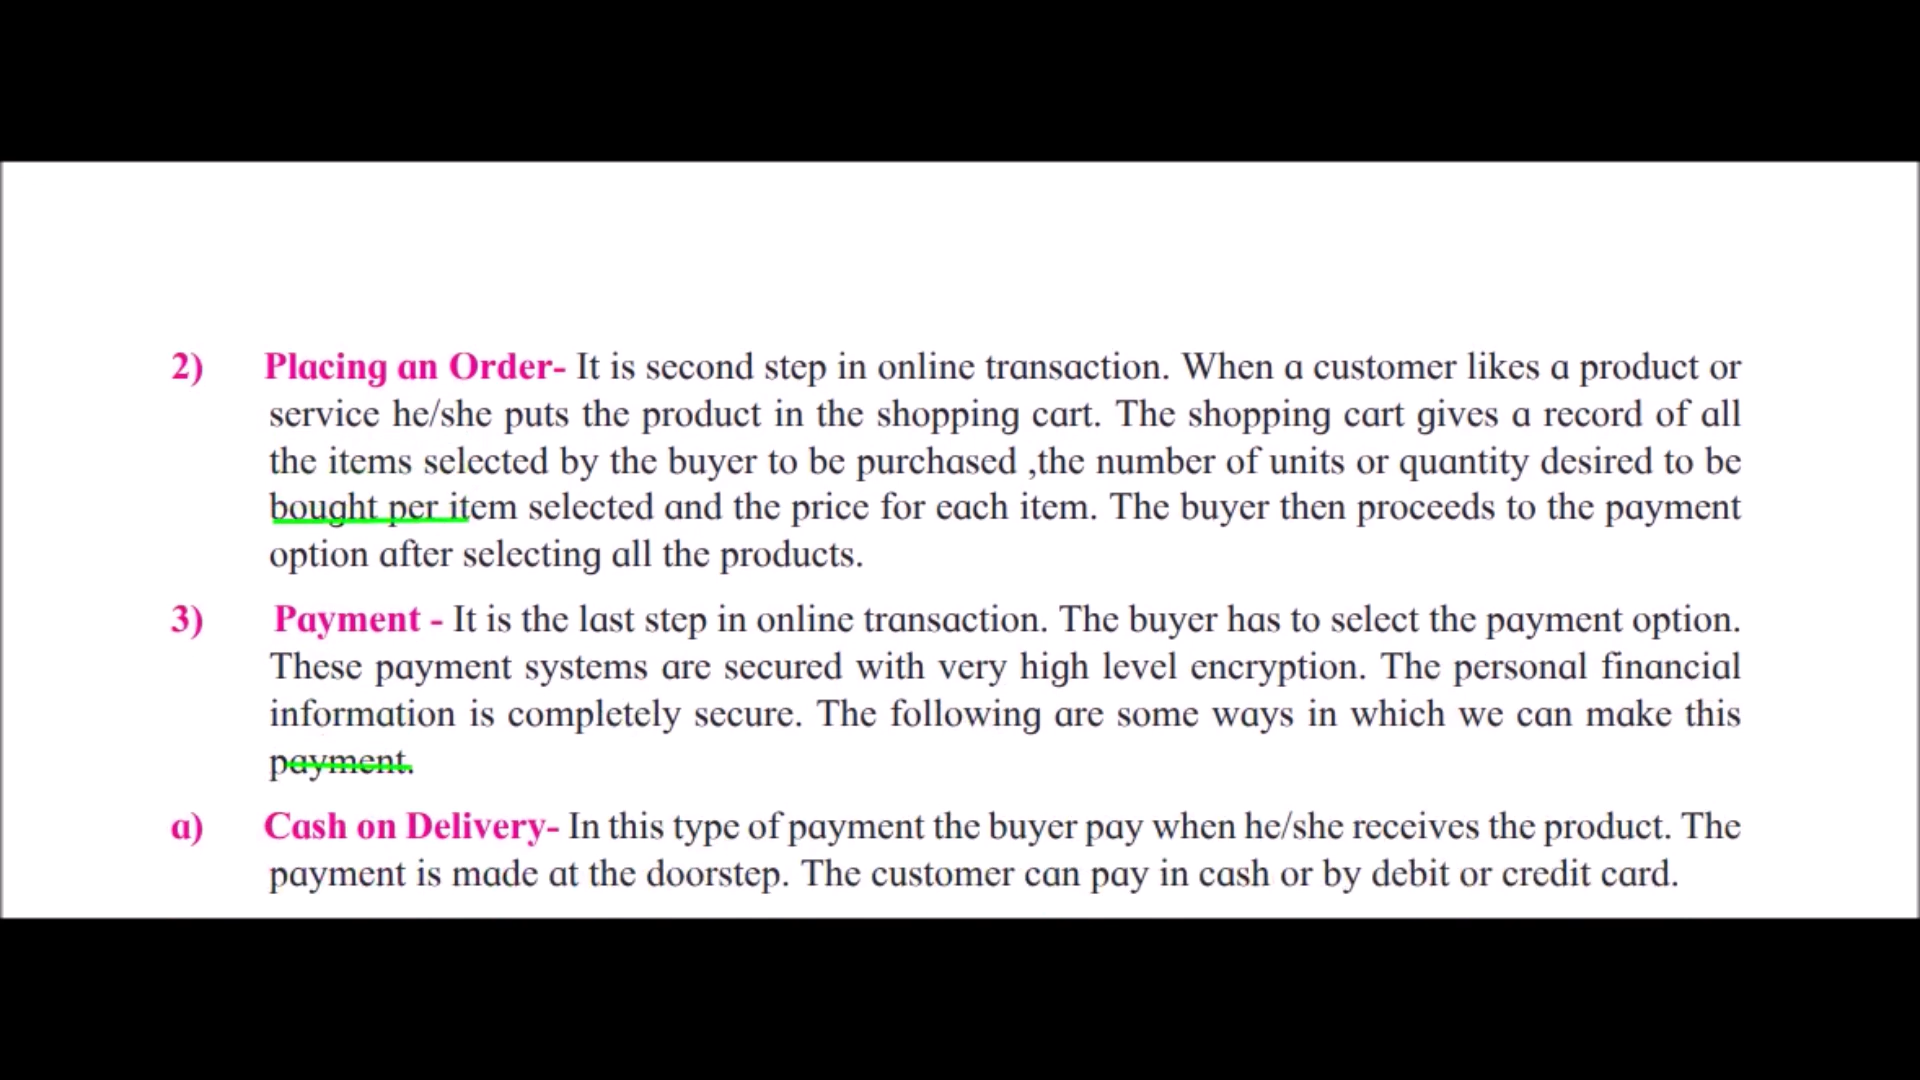 2) Placing an Order- It is second step in online transaction. When a customer likes a product or
service he/she puts the product in the shopping cart. The shopping cart gives a record of all
the items selected by the buyer to be purchased ,the number of units or quantity desired to be
bought per item selected and the price for each item. The buyer then proceeds to the payment
option after selecting all the products.
3) Payment - It is the last step in online transaction. The buyer has to select the payment option.
These payment systems are secured with very high level encryption. The personal financial
information is completely secure. The following are some ways in which we can make this
payment.
a) Cash on Delivery- In this type of payment the buyer pay when he/she receives the product. The
payment is made at the doorstep. The customer can pay in cash or by debit or credit card.